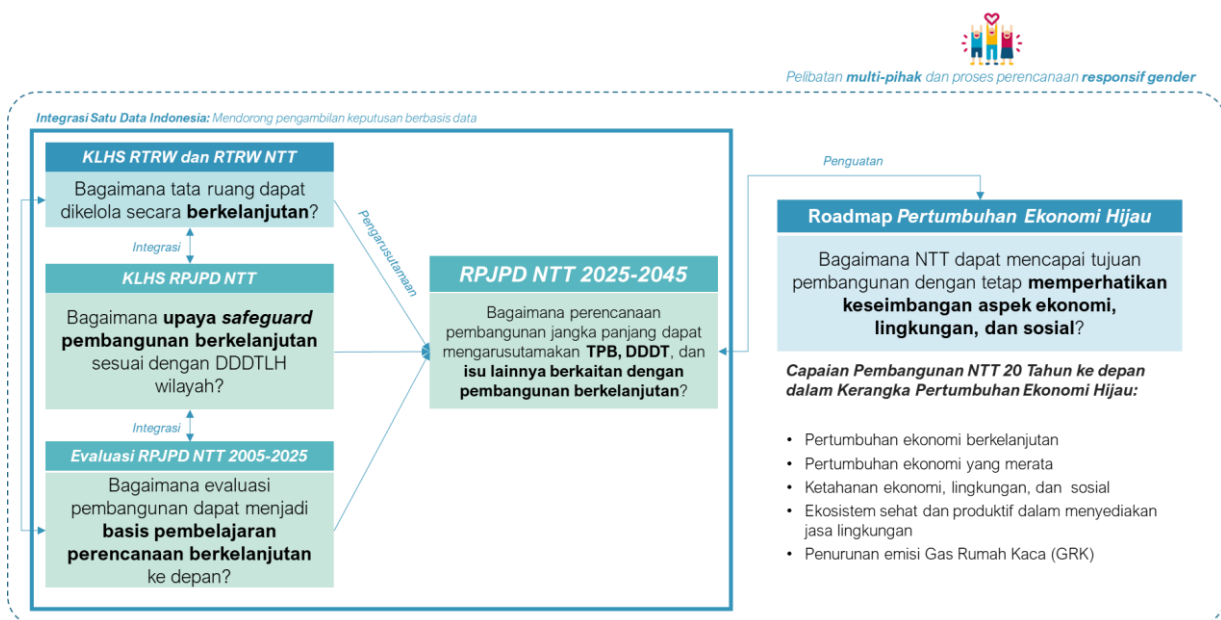 Pelibatan multi-pihak dan proses perencanaan responsif gender
Integrasi Satu Data Indonesia: Mendorong pengambilan keputusan berbasis data
KLHS RTRW dan RTRW NTT
Bagaimana tata ruang dapat
dikelola secara berkelanjutan?
Integrasi
KLHS RPJPD NTT
Bagaimana upaya safeguard
pembangunan berkelanjutan
sesuai dengan DDDTLH
wilayah?
Integrasi
Evaluasi RPJPD NTT 2005-2025
Bagaimana evaluasi
pembangunan dapat menjadi
basis pembelajaran
perencanaan berkelanjutan
ke depan?
Pengarusutamaan
RPJPD NTT 2025-2045
Bagaimana perencanaan
pembangunan jangka panjang dapat
mengarusutamakan TPB, DDDT, dan
isu lainnya berkaitan dengan
pembangunan berkelanjutan?
Penguatan
Roadmap Pertumbuhan Ekonomi Hijau
Bagaimana NTT dapat mencapai tujuan
pembangunan dengan tetap memperhatikan
keseimbangan aspek ekonomi,
lingkungan, dan sosial?
Capaian Pembangunan NTT 20 Tahun ke depan
dalam Kerangka Pertumbuhan Ekonomi Hijau:
• Pertumbuhan ekonomi berkelanjutan
• Pertumbuhan ekonomi yang merata
• Ketahanan ekonomi, lingkungan, dan sosial
• Ekosistem sehat dan produktif dalam menyediakan
jasa lingkungan
• Penurunan emisi Gas Rumah Kaca (GRK)